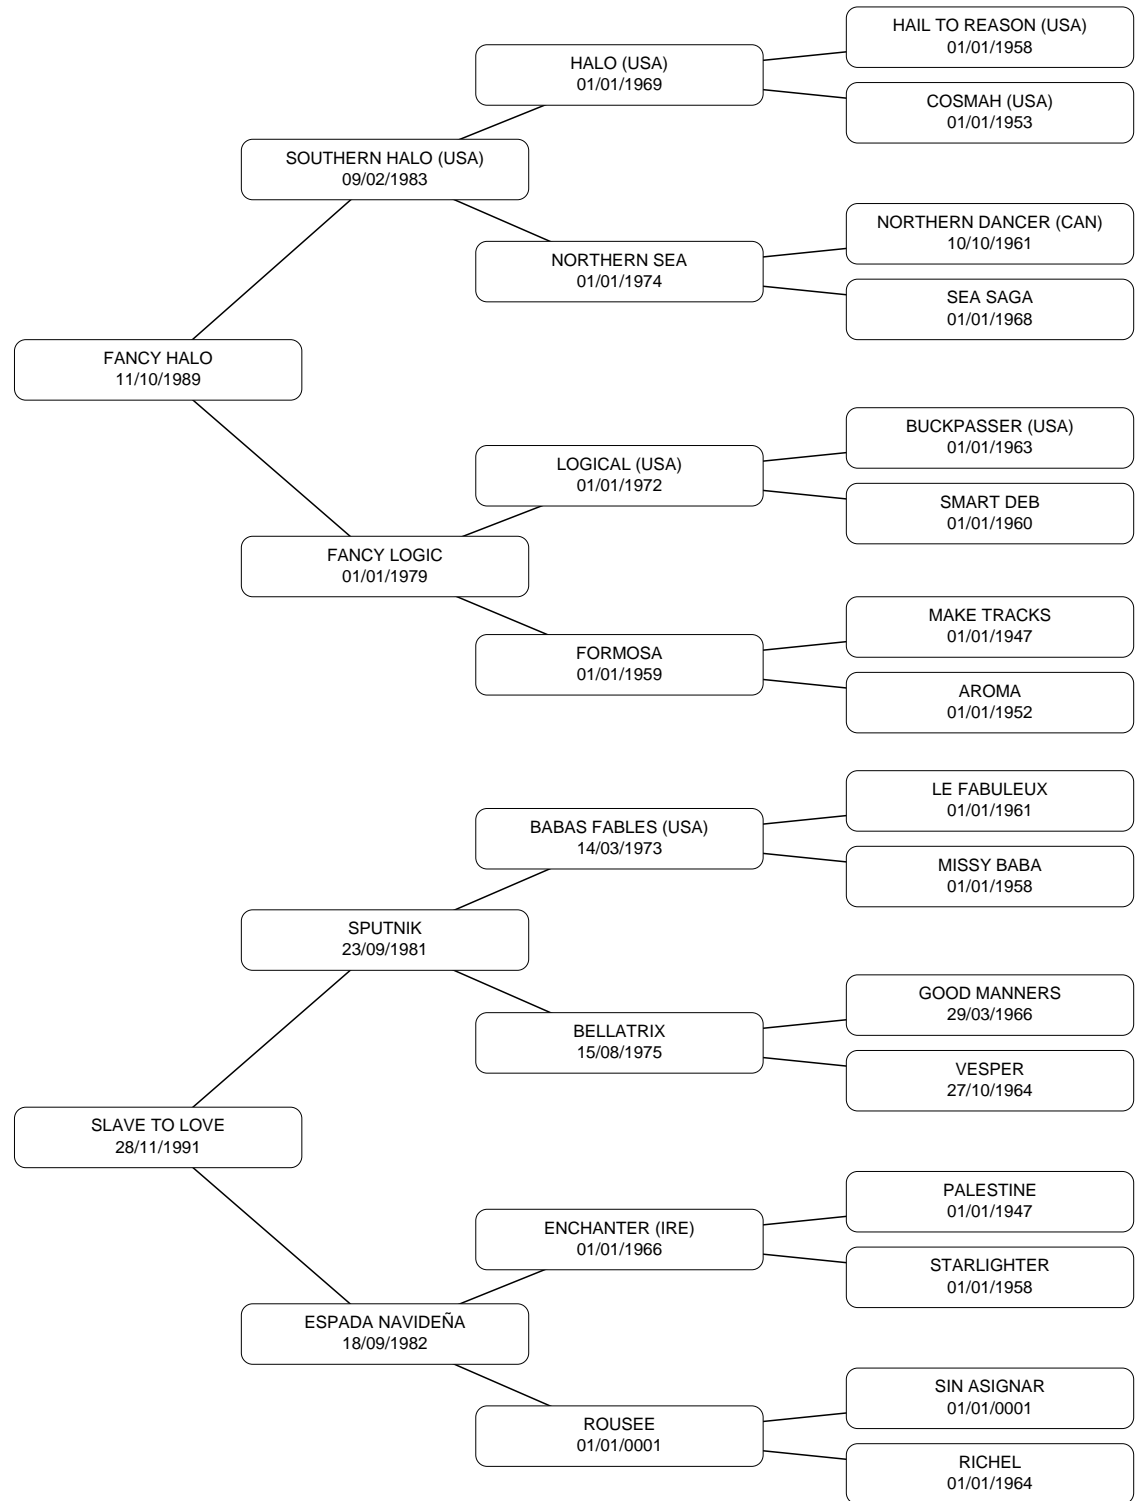 HAIL TO REASON (USA)
01/01/1958
HALO (USA)
01/01/1969
COSMAH (USA)
01/01/1953
SOUTHERN HALO (USA)
09/02/1983
NORTHERN DANCER (CAN)
10/10/1961
NORTHERN SEA
01/01/1974
SEA SAGA
01/01/1968
FANCY HALO
11/10/1989
BUCKPASSER (USA)
01/01/1963
LOGICAL (USA)
01/01/1972
SMART DEB
01/01/1960
FANCY LOGIC
01/01/1979
MAKE TRACKS
01/01/1947
FORMOSA
01/01/1959
AROMA
01/01/1952
LE FABULEUX
01/01/1961
BABAS FABLES (USA)
14/03/1973
MISSY BABA
01/01/1958
SPUTNIK
23/09/1981
GOOD MANNERS
29/03/1966
BELLATRIX
15/08/1975
VESPER
27/10/1964
SLAVE TO LOVE
28/11/1991
PALESTINE
01/01/1947
ENCHANTER (IRE)
01/01/1966
STARLIGHTER
01/01/1958
ESPADA NAVIDEÑA
18/09/1982
SIN ASIGNAR
01/01/0001
ROUSEE
01/01/0001
RICHEL
01/01/1964